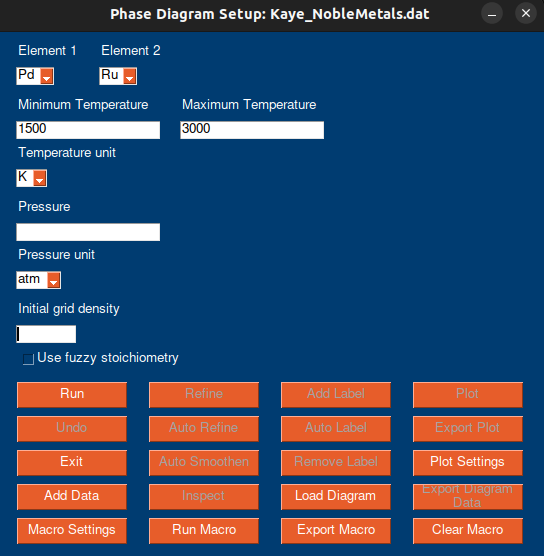 Phase Diagram Setup: Kaye_NobleMetals.dat
Element 1 Element 2
Pd Ru
Minimum Temperature Maximum Temperature
1500 3000
Temperature unit
K
Pressure
Pressure unit
atm
Initial grid density
Use fuzzy stoichiometry
Run Refine Add Label Plot
Undo Auto Refine Auto Label Export Plot
Exit Auto Smoothen Remove Label Plot Settings
Add Data Inspect Load Diagram Export Diagram Data
Macro Settings Run Macro Export Macro Clear Macro